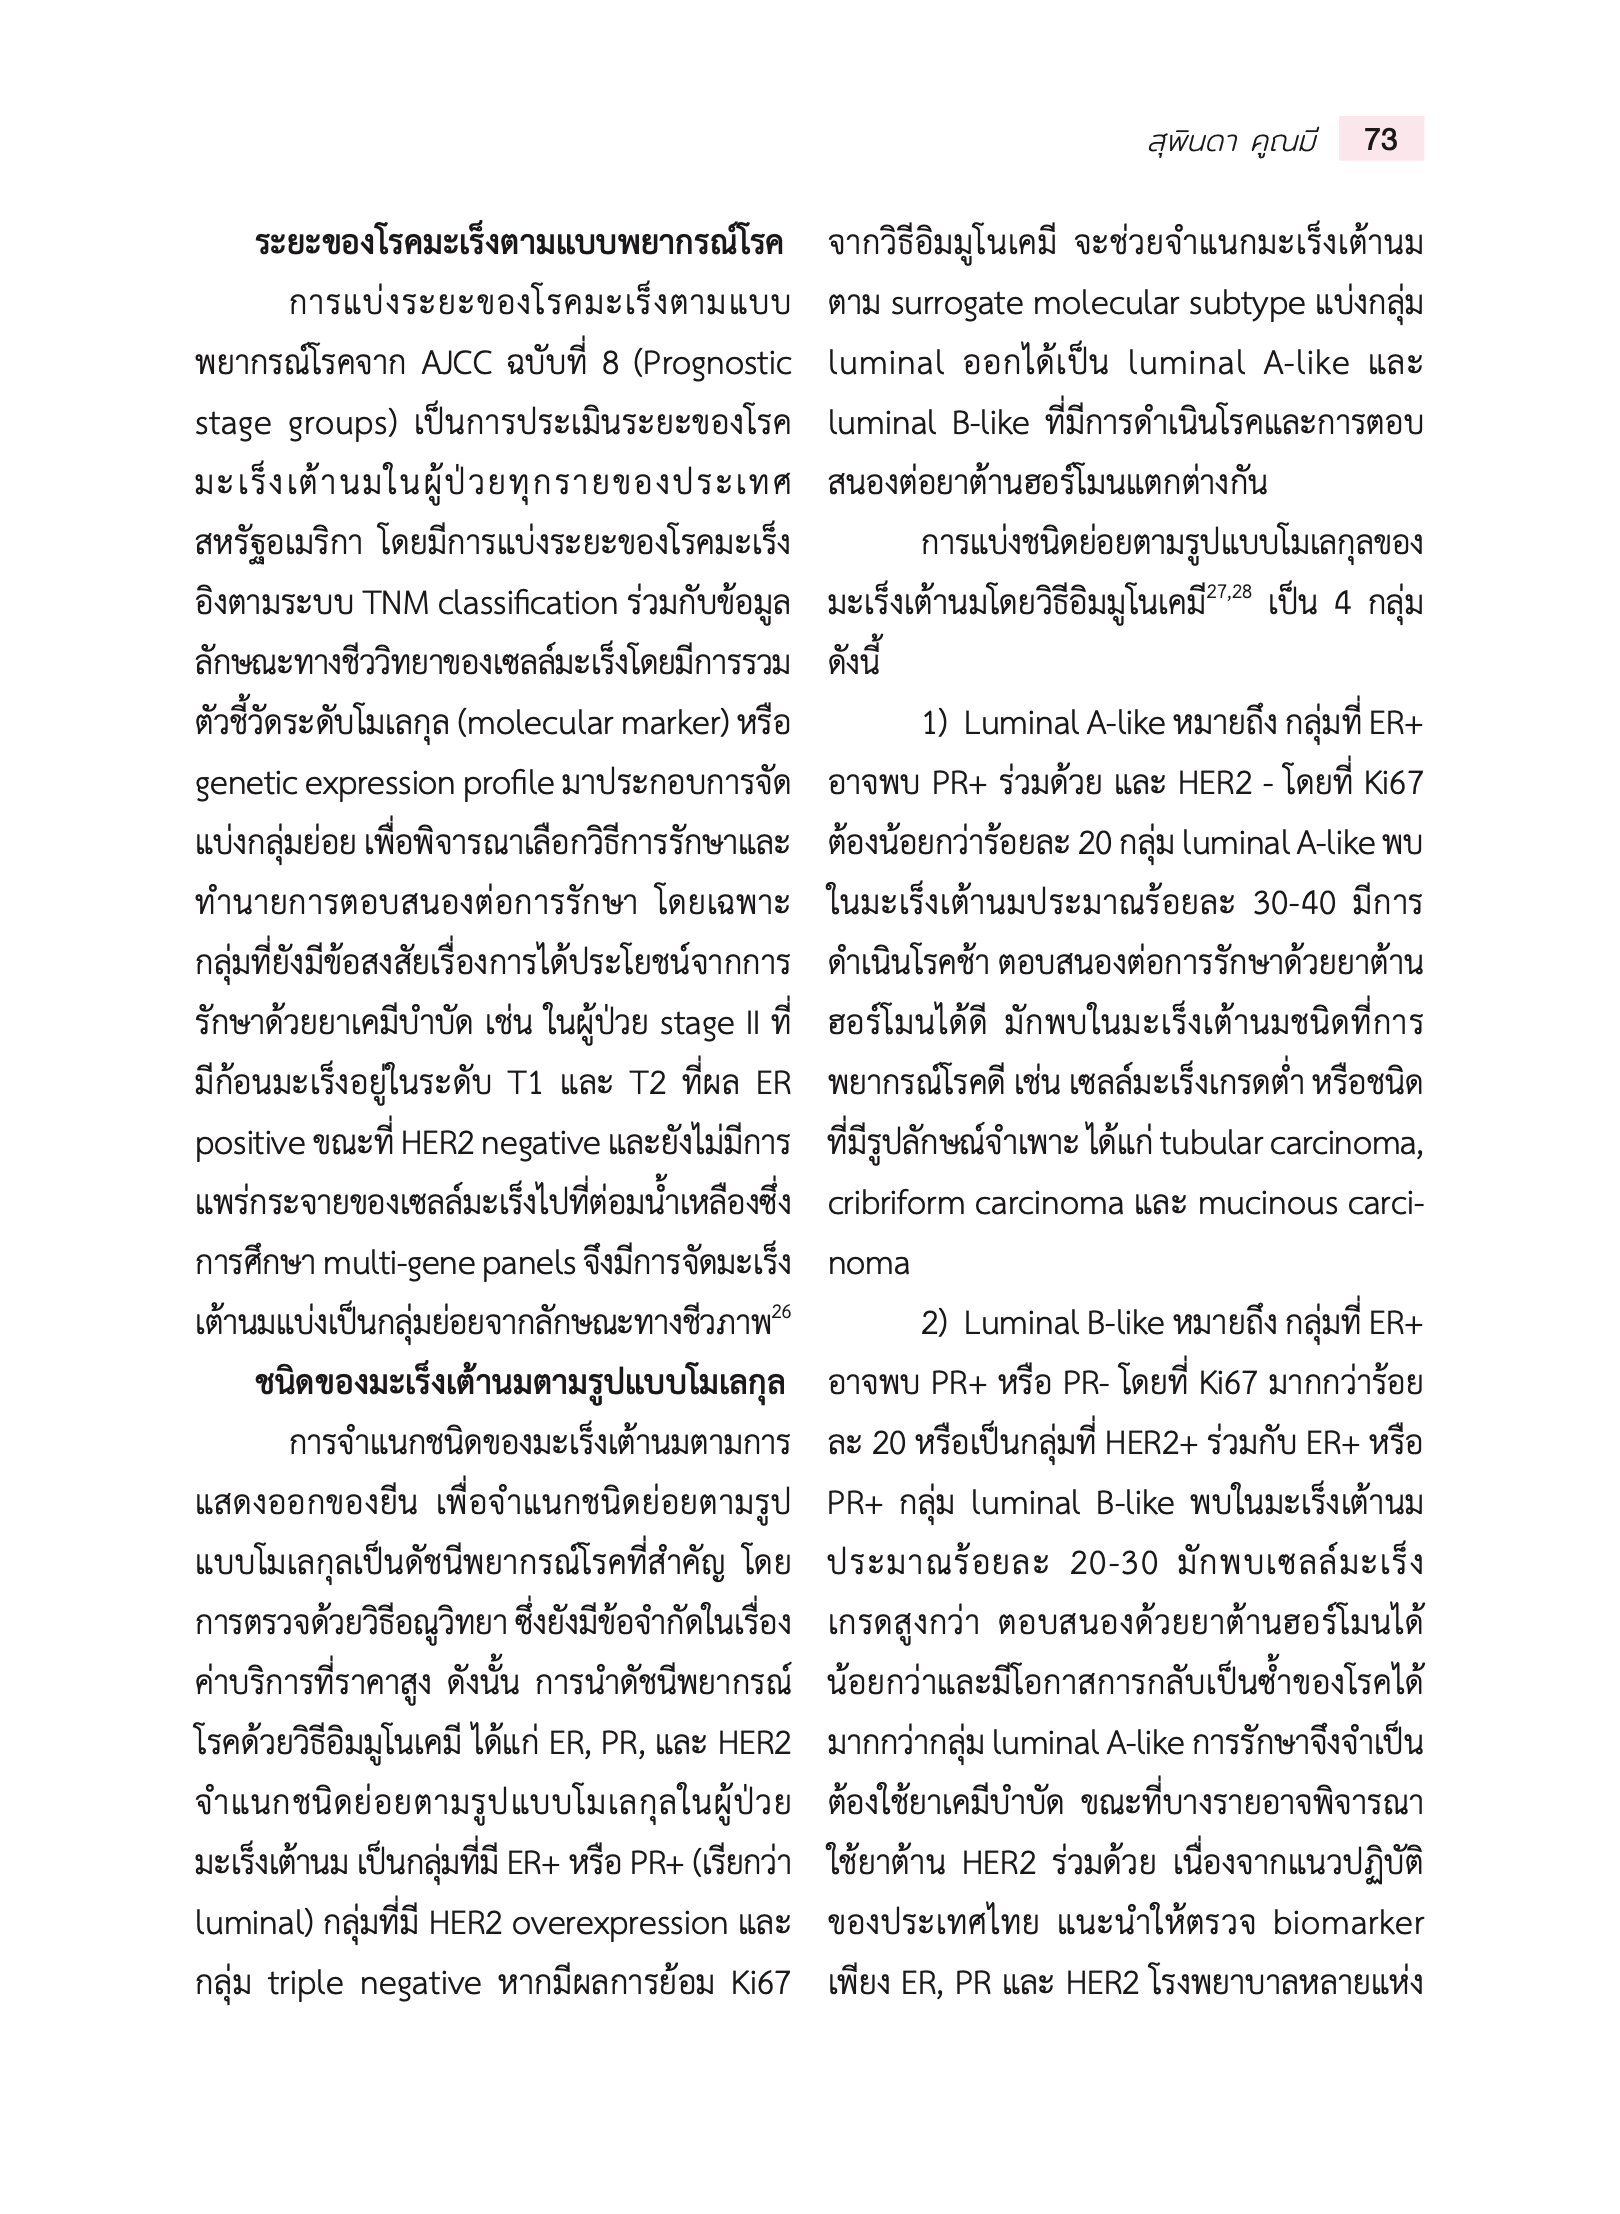 สุพินดา คูณมี 73
ระยะของโรคมะเร็งตามแบบพยากรณ์โรค
การแบ่งระยะของโรคมะเร็งตามแบบ
พยากรณ์โรคจาก AJCC ฉบับที่ 8 (Prognostic
stage groups) เป็นการประเมินระยะของโรค
มะเร็งเต้านมในผู้ป่วยทุกรายของประเทศ
สหรัฐอเมริกา โดยมีการแบ่งระยะของโรคมะเร็ง
อิงตามระบบ TNM classification ร่วมกับข้อมูล
ลักษณะทางชีววิทยาของเซลล์มะเร็งโดยมีการรวม
ตัวชี้วัดระดับโมเลกุล (molecular marker) หรือ
genetic expression profile มาประกอบการจัด
แบ่งกลุ่มย่อย เพื่อพิจารณาเลือกวิธีการรักษาและ
ทำนายการตอบสนองต่อการรักษา โดยเฉพาะ
กลุ่มที่ยังมีข้อสงสัยเรื่องการได้ประโยชน์จากการ
รักษาด้วยยาเคมีบำบัด เช่น ในผู้ป่วย stage II ที่
มีก้อนมะเร็งอยู่ในระดับ T1 และ T2 ที่ผล ER
positive ขณะที่ HER2 negative และยังไม่มีการ
แพร่กระจายของเซลล์มะเร็งไปที่ต่อมน้ำเหลืองซึ่ง
การศึกษา multi-gene panels จึงมีการจัดมะเร็ง
เต้านมแบ่งเป็นกลุ่มย่อยจากลักษณะทางชีวภาพ26
ชนิดของมะเร็งเต้านมตามรูปแบบโมเลกุล
การจำแนกชนิดของมะเร็งเต้านมตามการ
แสดงออกของยีน เพื่อจำแนกชนิดย่อยตามรูป
แบบโมเลกุลเป็นดัชนีพยากรณ์โรคที่สำคัญ โดย
การตรวจด้วยวิธีอณูวิทยา ซึ่งยังมีข้อจำกัดในเรื่อง
ค่าบริการที่ราคาสูง ดังนั้น การนำดัชนีพยากรณ์
โรคด้วยวิธีอิมมูโนเคมี ได้แก่ ER, PR, และ HER2
จำแนกชนิดย่อยตามรูปแบบโมเลกุลในผู้ป่วย
มะเร็งเต้านม เป็นกลุ่มที่มี ER+ หรือ PR+ (เรียกว่า
luminal) กลุ่มที่มี HER2 overexpression และ
กลุ่ม triple negative หากมีผลการย้อม Ki67
จากวิธีอิมมูโนเคมี จะช่วยจำแนกมะเร็งเต้านม
ตาม surrogate molecular subtype แบ่งกลุ่ม
luminal ออกได้เป็น luminal A-like และ
luminal B-like ที่มีการดำเนินโรคและการตอบ
สนองต่อยาต้านฮอร์โมนแตกต่างกัน
การแบ่งชนิดย่อยตามรูปแบบโมเลกุลของ
มะเร็งเต้านมโดยวิธีอิมมูโนเคมี27,28 เป็น 4 กลุ่ม
ดังนี้
1) Luminal A-like หมายถึง กลุ่มที่ ER+
อาจพบ PR+ ร่วมด้วย และ HER2 - โดยที่ Ki67
ต้องน้อยกว่าร้อยละ 20 กลุ่ม luminal A-like พบ
ในมะเร็งเต้านมประมาณร้อยละ 30-40 มีการ
ดำเนินโรคช้า ตอบสนองต่อการรักษาด้วยยาต้าน
ฮอร์โมนได้ดี มักพบในมะเร็งเต้านมชนิดที่การ
พยากรณ์โรคดี เช่น เซลล์มะเร็งเกรดต่ำ หรือชนิด
ที่มีรูปลักษณ์จำเพาะ ได้แก่ tubular carcinoma,
cribriform carcinoma และ mucinous carci-
noma
2) Luminal B-like หมายถึง กลุ่มที่ ER+
อาจพบ PR+ หรือ PR- โดยที่ Ki67 มากกว่าร้อย
ละ 20 หรือเป็นกลุ่มที่ HER2+ ร่วมกับ ER+ หรือ
PR+ กลุ่ม luminal B-like พบในมะเร็งเต้านม
ประมาณร้อยละ 20-30 มักพบเซลล์มะเร็ง
เกรดสูงกว่า ตอบสนองด้วยยาต้านฮอร์โมนได้
น้อยกว่าและมีโอกาสการกลับเป็นซ้ำของโรคได้
มากกว่ากลุ่ม luminal A-like การรักษาจึงจำเป็น
ต้องใช้ยาเคมีบำบัด ขณะที่บางรายอาจพิจารณา
ใช้ยาต้าน HER2 ร่วมด้วย เนื่องจากแนวปฏิบัติ
ของประเทศไทย แนะนำให้ตรวจ biomarker
เพียง ER, PR และ HER2 โรงพยาบาลหลายแห่ง